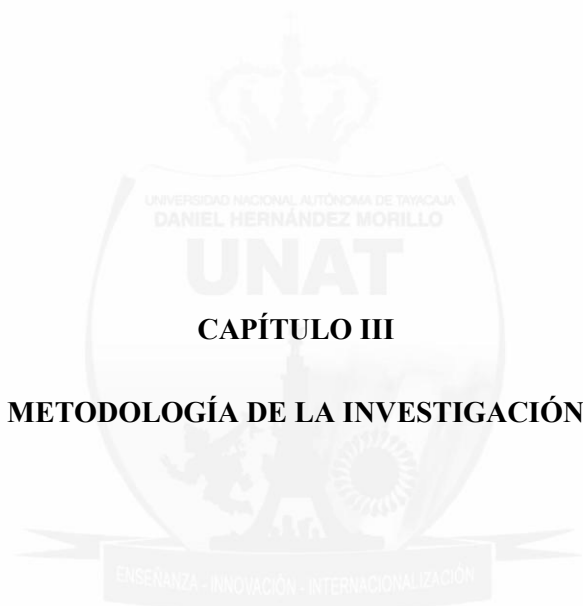 UNIVERSIDAD NACIONAL AUTÓNOMA DE TAYACAJA
DANIEL HERNÁNDEZ MORILLO
UNAT
CAPÍTULO III
METODOLOGÍA DE LA INVESTIGACIÓN
ENSEÑANZA - INNOVACIÓN - INTERNACIONALIZACIÓN